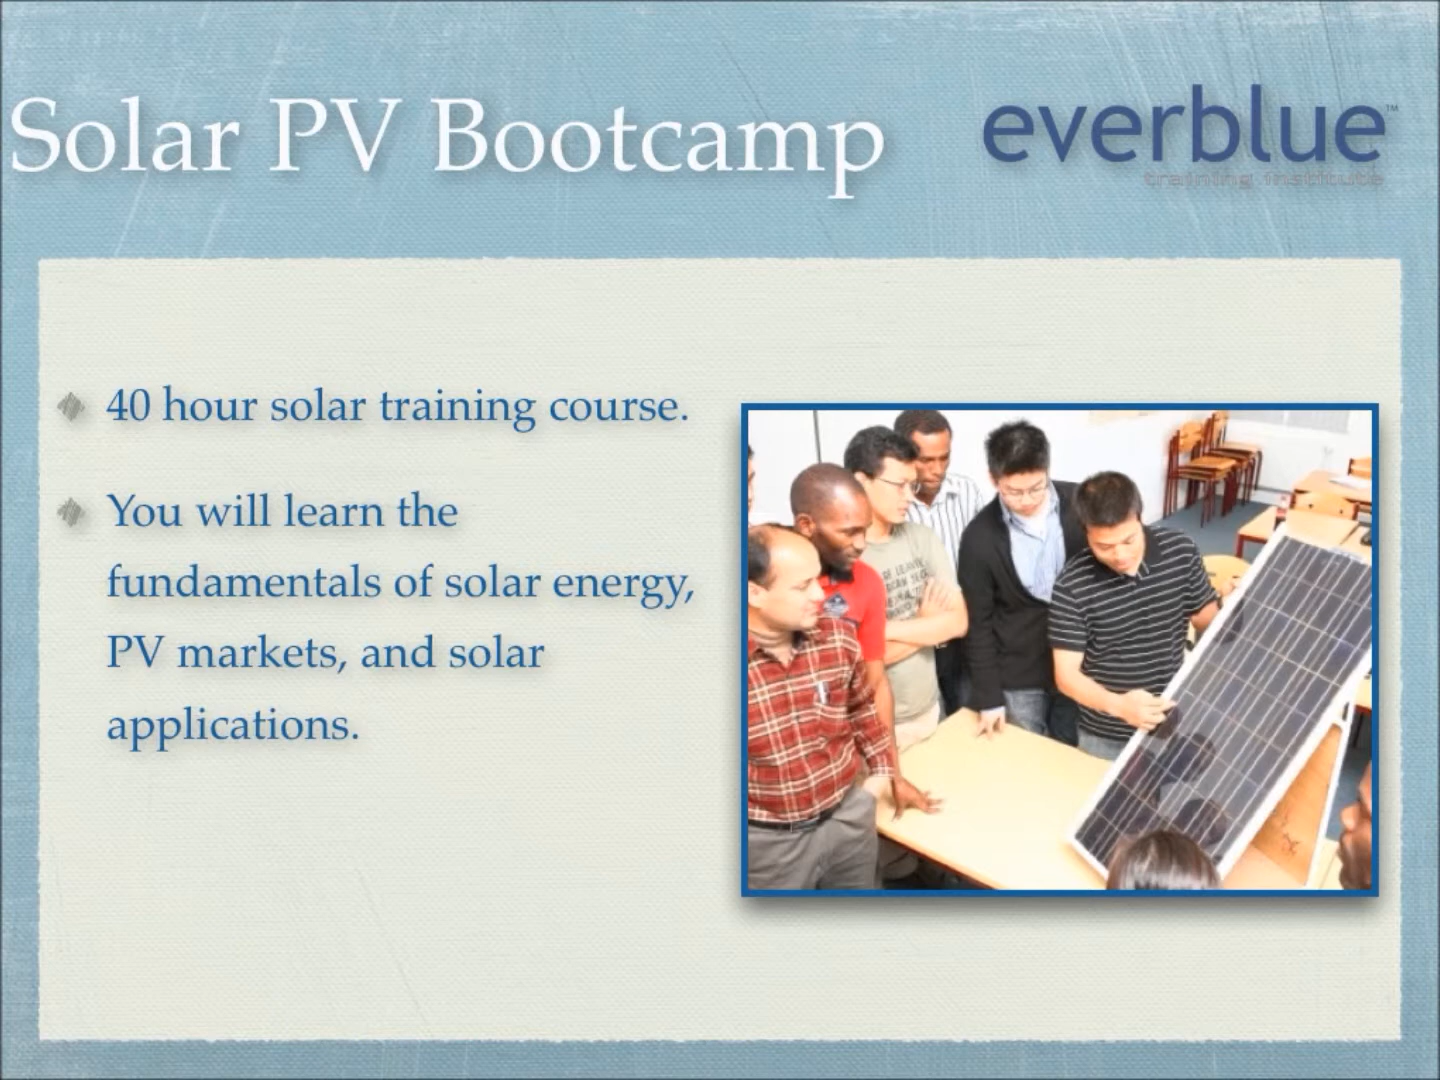 Solar PV Bootcamp
everblue™
training institute
40 hour solar training course.
You will learn the
fundamentals of solar energy,
PV markets, and solar
applications.